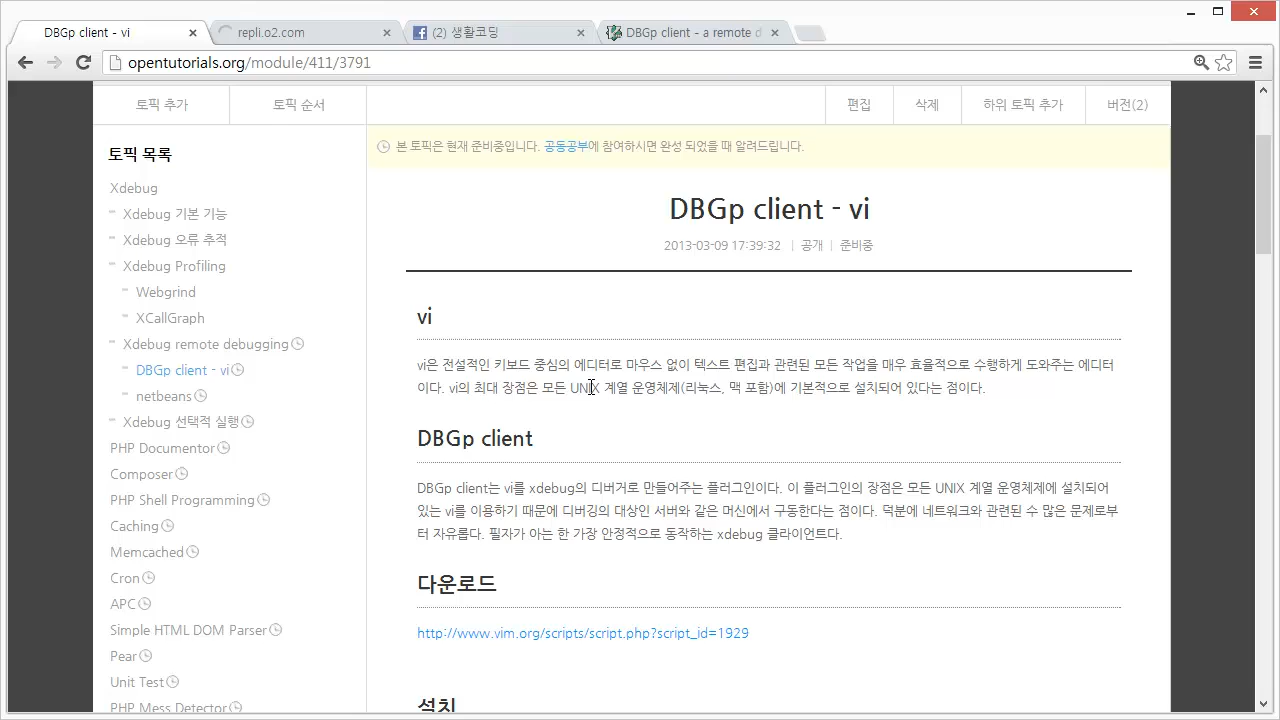 DBGp client - vi
repli.o2.com
(2) 생활코딩
DBGp client - a remote d
opentutorials.org/module/411/3791
토픽 추가
토픽 순서
편집
삭제
하위 토픽 추가
버전(2)
토픽 목록
Xdebug
Xdebug 기본 기능
Xdebug 오류 추적
Xdebug Profiling
Webgrind
XCallGraph
Xdebug remote debugging
DBGp client - vi
netbeans
Xdebug 선택적 실행
PHP Documentor
Composer
PHP Shell Programming
Caching
Memcached
Cron
APC
Simple HTML DOM Parser
Pear
Unit Test
PHP Mess Detector
본 토픽은 현재 준비중입니다. 공동공부에 참여하시면 완성 되었을 때 알려드립니다.
DBGp client - vi
2013-03-09 17:39:32 | 공개 | 준비중
vi
vi은 전설적인 키보드 중심의 에디터로 마우스 없이 텍스트 편집과 관련된 모든 작업을 매우 효율적으로 수행하게 도와주는 에디터
이다. vi의 최대 장점은 모든 UNIX 계열 운영체제(리눅스, 맥 포함)에 기본적으로 설치되어 있다는 점이다.
DBGp client
DBGp client는 vi를 xdebug의 디버거로 만들어주는 플러그인이다. 이 플러그인의 장점은 모든 UNIX 계열 운영체제에 설치되어
있는 vi를 이용하기 때문에 디버깅의 대상인 서버와 같은 머신에서 구동한다는 점이다. 덕분에 네트워크와 관련된 수 많은 문제로부
터 자유롭다. 필자가 아는 한 가장 안정적으로 동작하는 xdebug 클라이언트다.
다운로드
http://www.vim.org/scripts/script.php?script_id=1929
설치